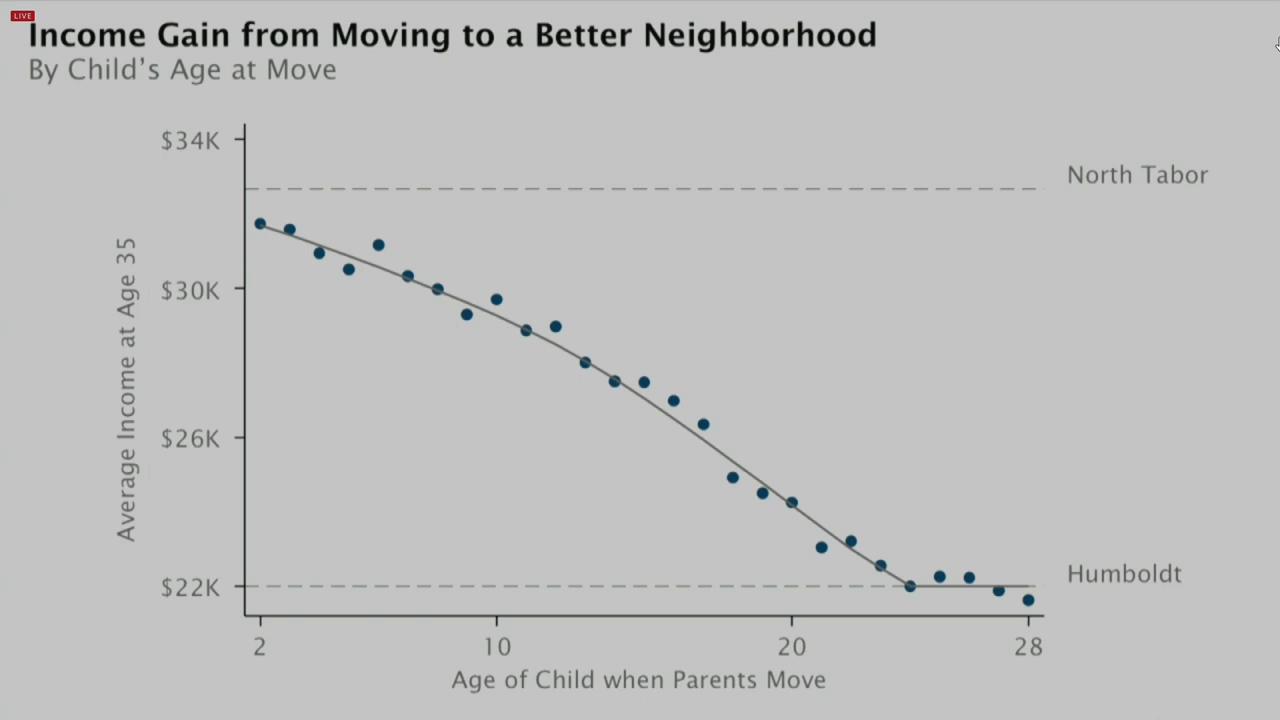 LIVE
Income Gain from Moving to a Better Neighborhood
By Child's Age at Move
$34K
North Tabor
$30K
Average Income at Age 35
$26K
$22K
Humboldt
2 10 20 28
Age of Child when Parents Move